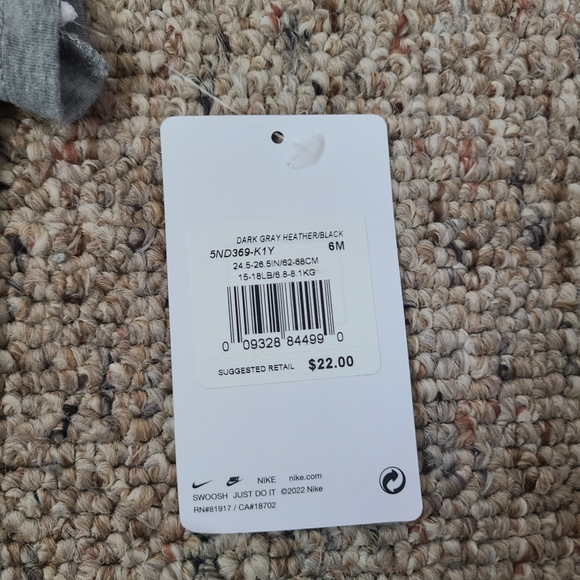 DARK GRAY HEATHER/BLACK
5ND369-K1Y 6M
24.5-26.5IN/62-68CM
15-18LB/6.8-8.1KG
0 09328 84499 0
SUGGESTED RETAIL $22.00
NIKE nike.com
SWOOSH JUST DO IT ©2022 Nike
RN#81917 / CA#18702